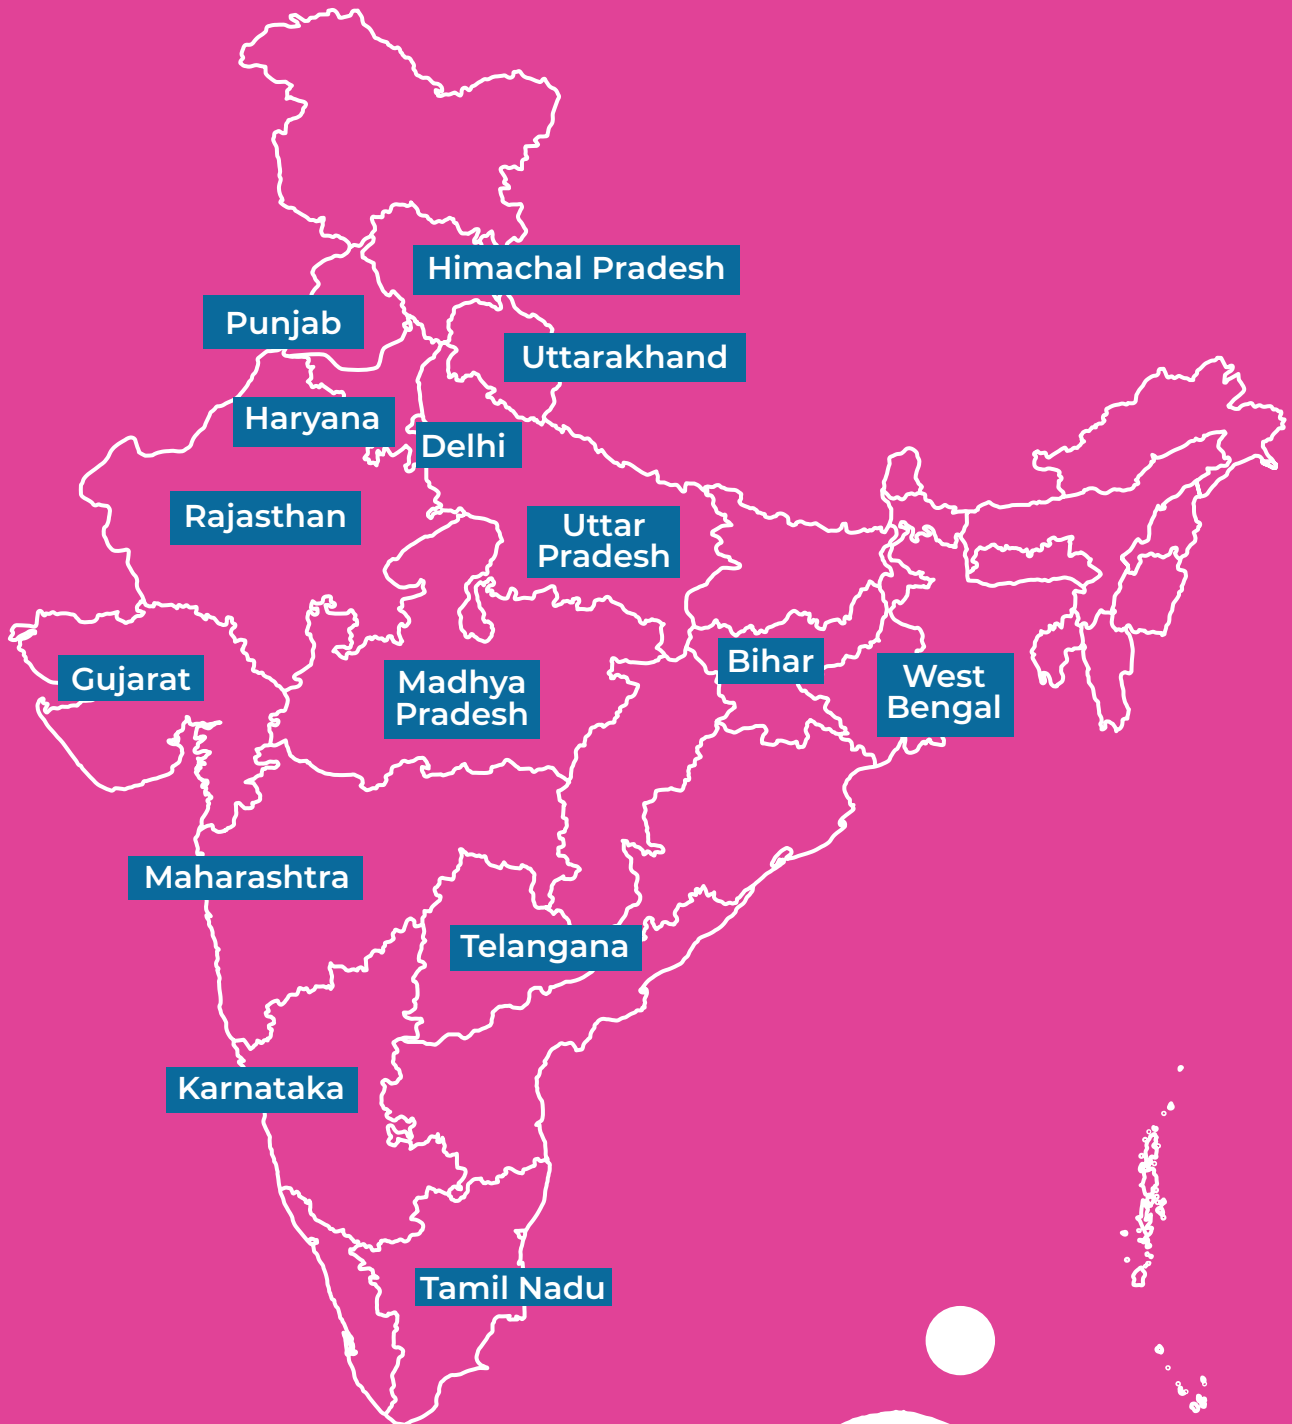 Himachal Pradesh
Punjab
Uttarakhand
Haryana
Delhi
Rajasthan
Uttar
Pradesh
Bihar
Gujarat
Madhya
Pradesh
West
Bengal
Maharashtra
Telangana
Karnataka
Tamil Nadu